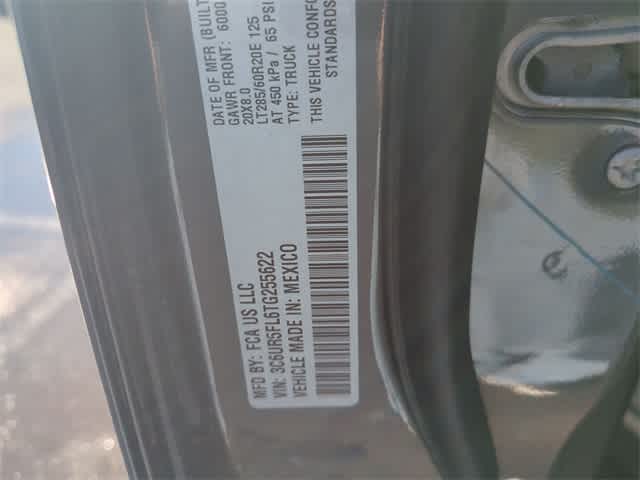 MFD BY: FCA US LLC
DATE OF MFR (BUILT
GAWR FRONT: 6000
20X8.0
LT285/60R20E 125
AT 450 kPa / 65 PSI
TYPE: TRUCK
THIS VEHICLE CONFO
STANDARDS
VIN: 3C6UR5FL6TG255622
VEHICLE MADE IN: MEXICO